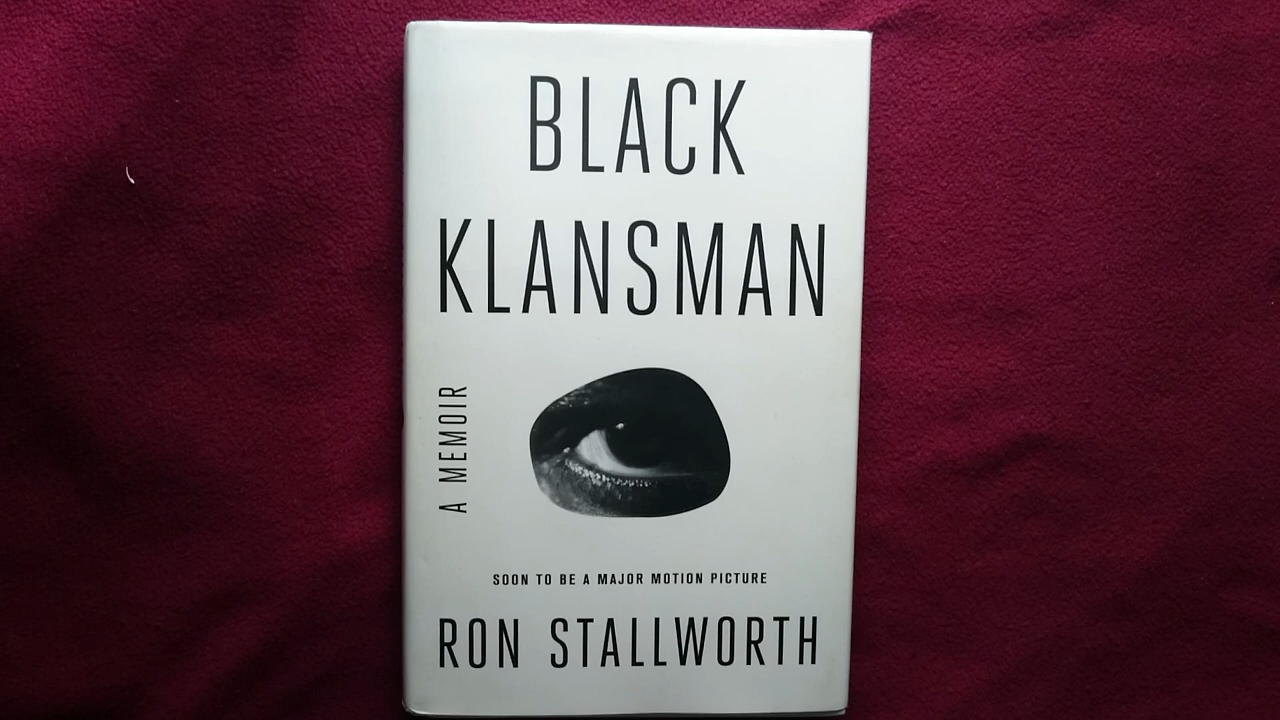 BLACK
KLANSMAN
A MEMOIR
SOON TO BE A MAJOR MOTION PICTURE
RON STALLWORTH